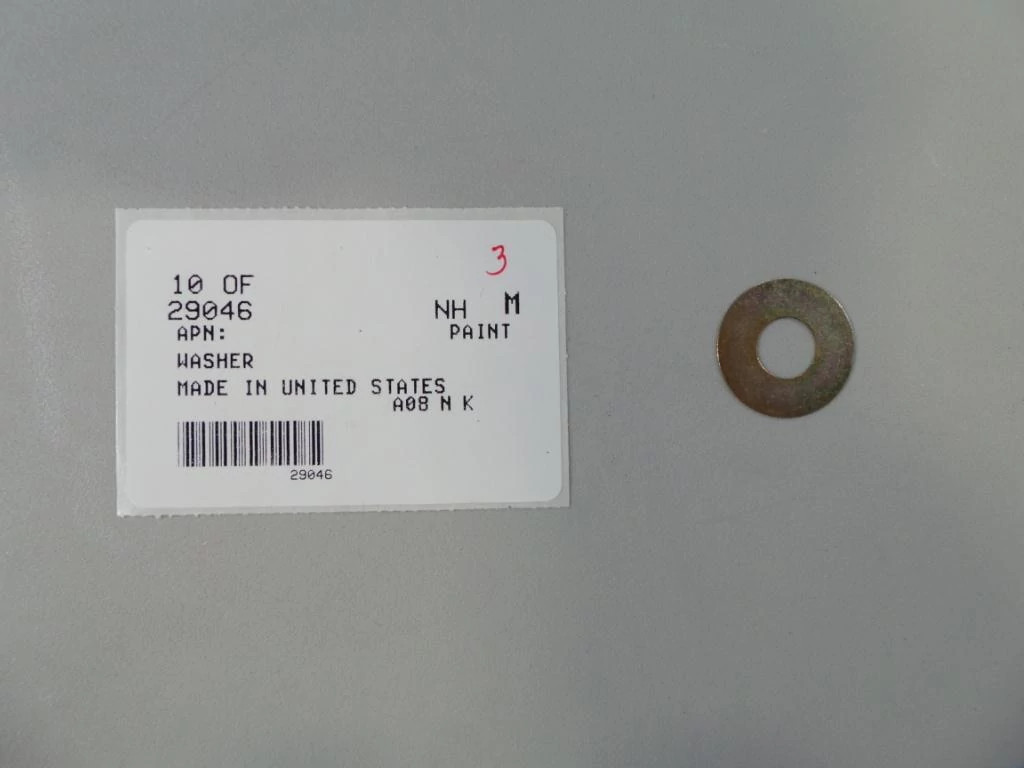 3
10 OF
29046 NH M
APN: PAINT
WASHER
MADE IN UNITED STATES
A08 N K
29046